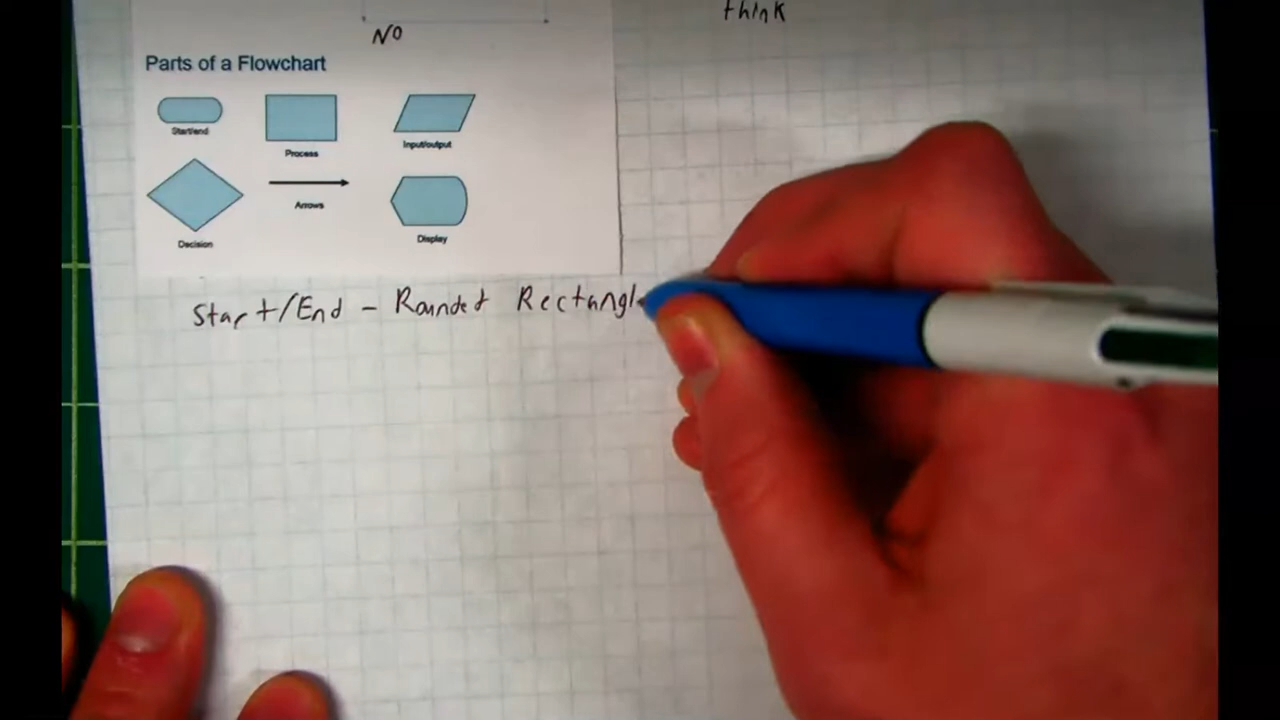 think
NO
Parts of a Flowchart
Start/end
Process
Input/output
Decision
Arrows
Display
Start/End - Rounded Rectangl